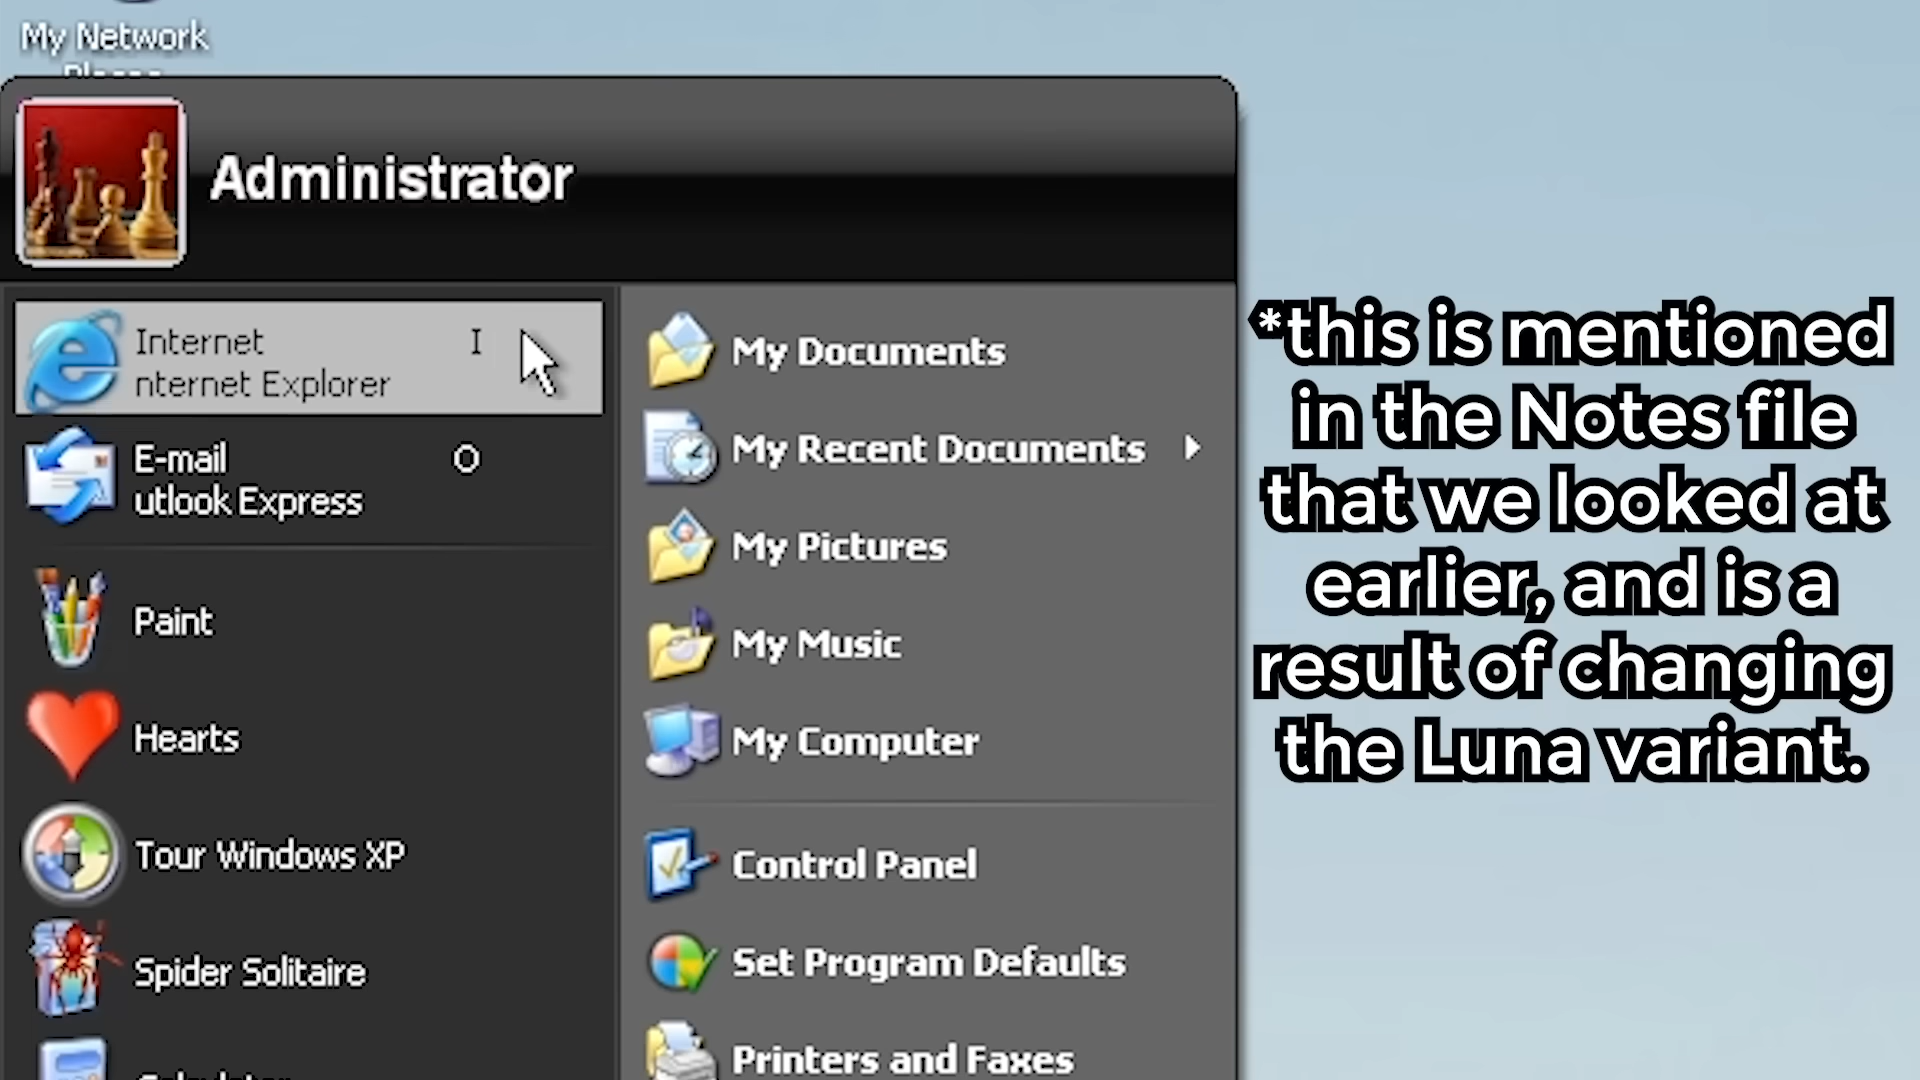 My Network
Administrator
Internet I
nternet Explorer
E-mail O
utlook Express
Paint
Hearts
Tour Windows XP
Spider Solitaire
My Documents
My Recent Documents
My Pictures
My Music
My Computer
Control Panel
Set Program Defaults
Printers and Faxes
*this is mentioned
in the Notes file
that we looked at
earlier, and is a
result of changing
the Luna variant.